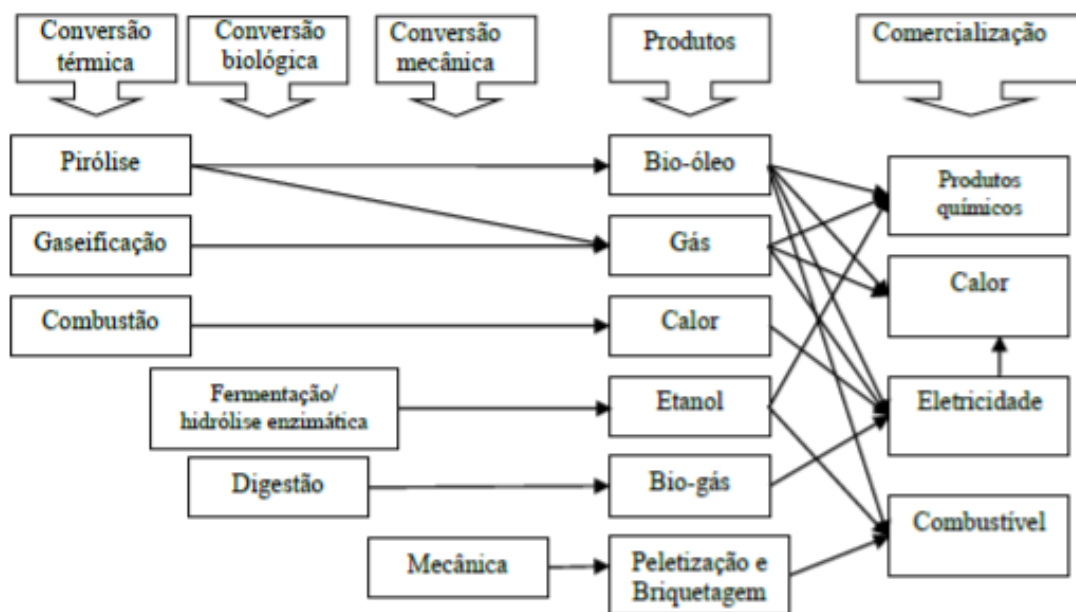 Conversão
térmica
Conversão
biológica
Conversão
mecânica
Produtos
Comercialização
Pirólise
Bio-óleo
Produtos
químicos
Gaseificação
Gás
Calor
Combustão
Calor
Fermentação/
hidrólise enzimática
Etanol
Eletricidade
Digestão
Bio-gás
Combustível
Mecânica
Peletização e
Briquetagem